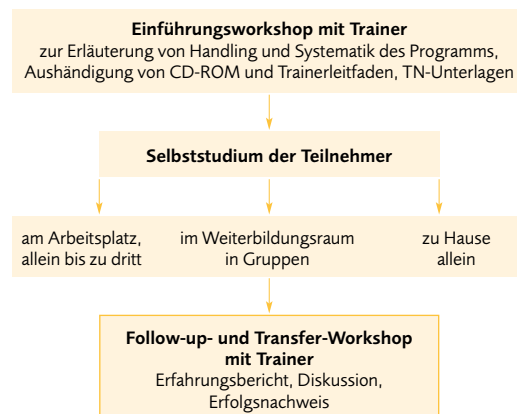 Einführungsworkshop mit Trainer
zur Erläuterung von Handling und Systematik des Programms,
Aushändigung von CD-ROM und Trainerleitfaden, TN-Unterlagen
Selbststudium der Teilnehmer
am Arbeitsplatz,
allein bis zu dritt
im Weiterbildungsraum
in Gruppen
zu Hause
allein
Follow-up- und Transfer-Workshop
mit Trainer
Erfahrungsbericht, Diskussion,
Erfolgsnachweis